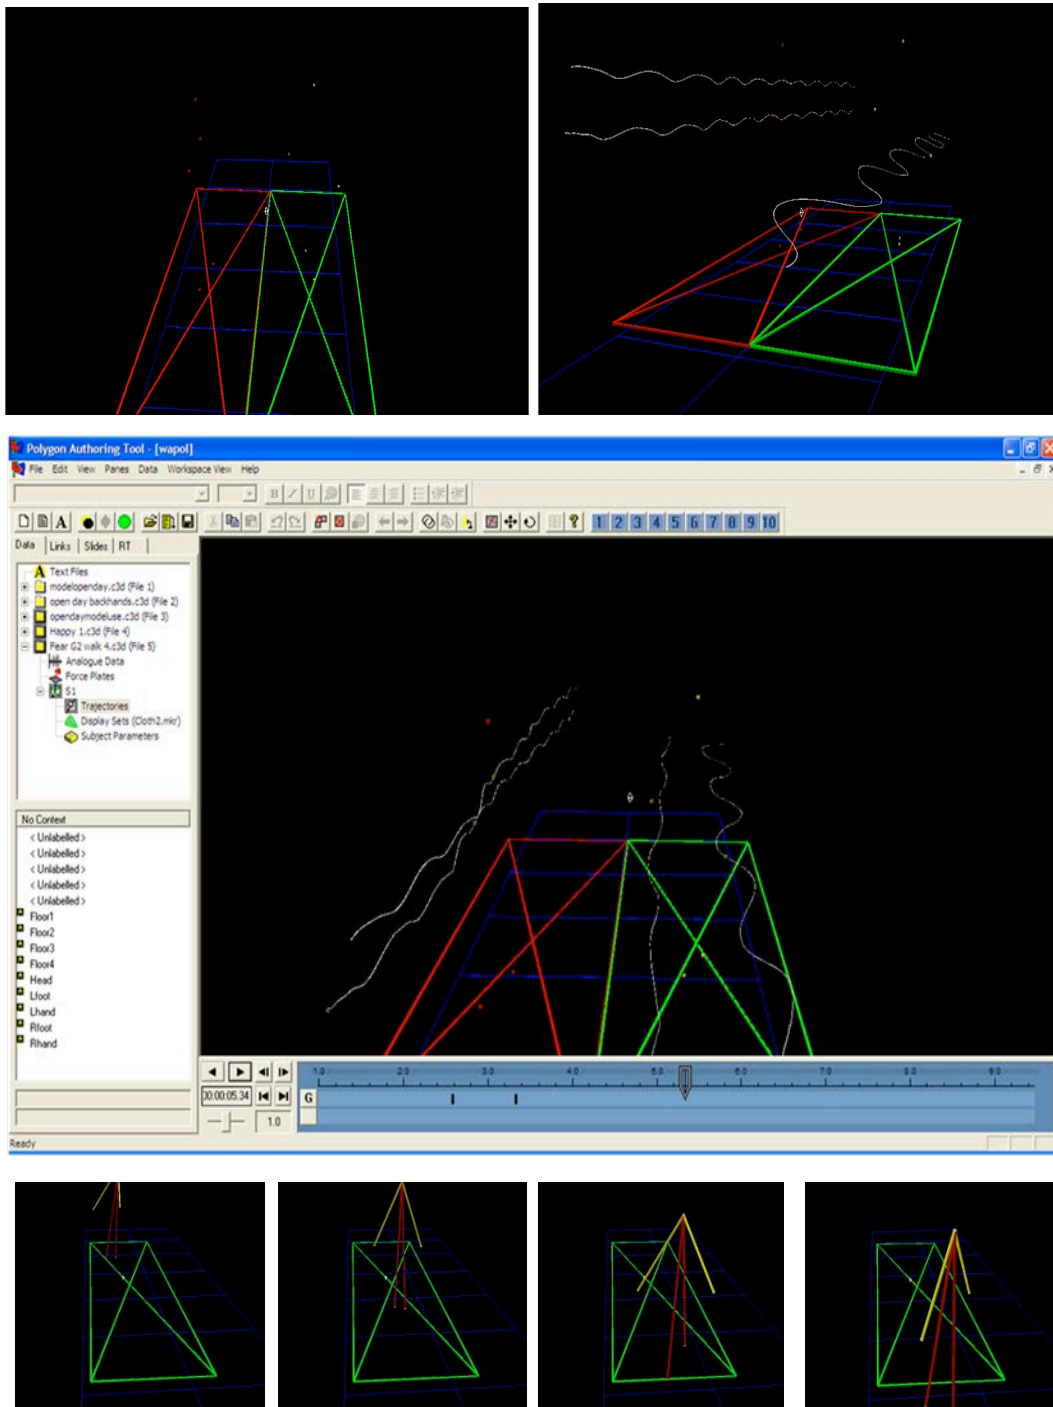 Polygon Authoring Tool - [wapol]
File Edit View Panes Data Workspace View Help
B I U
A 1 2 3 4 5 6 7 8 9 10
Data Links Slides RT
A Text Files
modelopenday.c3d (File 1)
open day backhands.c3d (File 2)
opendaymodeluse.c3d (File 3)
Happy 1.c3d (File 4)
Fear G2 walk 4.c3d (File 5)
Analogue Data
Force Plates
S1
Trajectories
Display Sets (Cloth2.mkr)
Subject Parameters
No Context
< Unlabelled >
< Unlabelled >
< Unlabelled >
< Unlabelled >
< Unlabelled >
Floor1
Floor2
Floor3
Floor4
Head
Lfoot
Lhand
Rfoot
Rhand
1.0 2.0 3.0 4.0 5.0 6.0 7.0 8.0 9.0
00:00:05.34 G
1.0
Ready